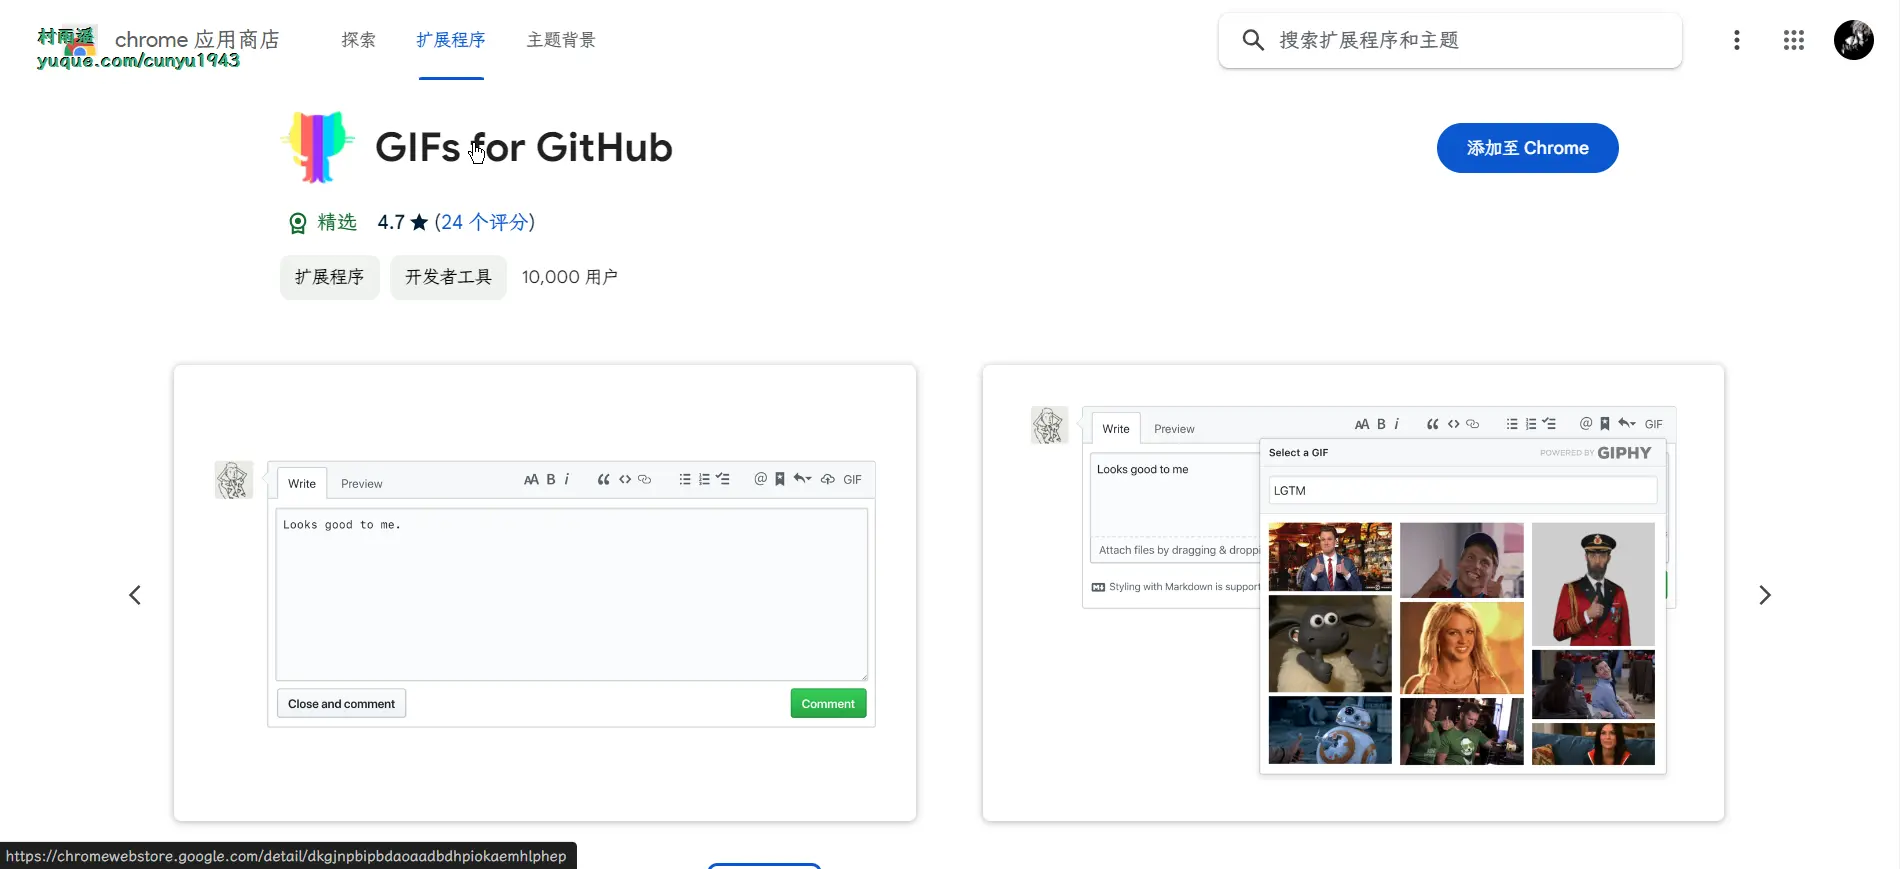 村雨遥
yuque.com/cunyu1943
chrome 应用商店
探索
扩展程序
主题背景
搜索扩展程序和主题
GIFs for GitHub
添加至 Chrome
精选 4.7 ★ (24 个评分)
扩展程序 开发者工具 10,000 用户
Write
Preview
AA B i
@
GIF
Looks good to me.
Close and comment
Comment
Write
Preview
AA B i
@
GIF
Looks good to me
Attach files by dragging & droppi
Styling with Markdown is support
Select a GIF
POWERED BY GIPHY
LGTM
https://chromewebstore.google.com/detail/dkgjnpbipbdaoaadbdhpiokaemhlphep